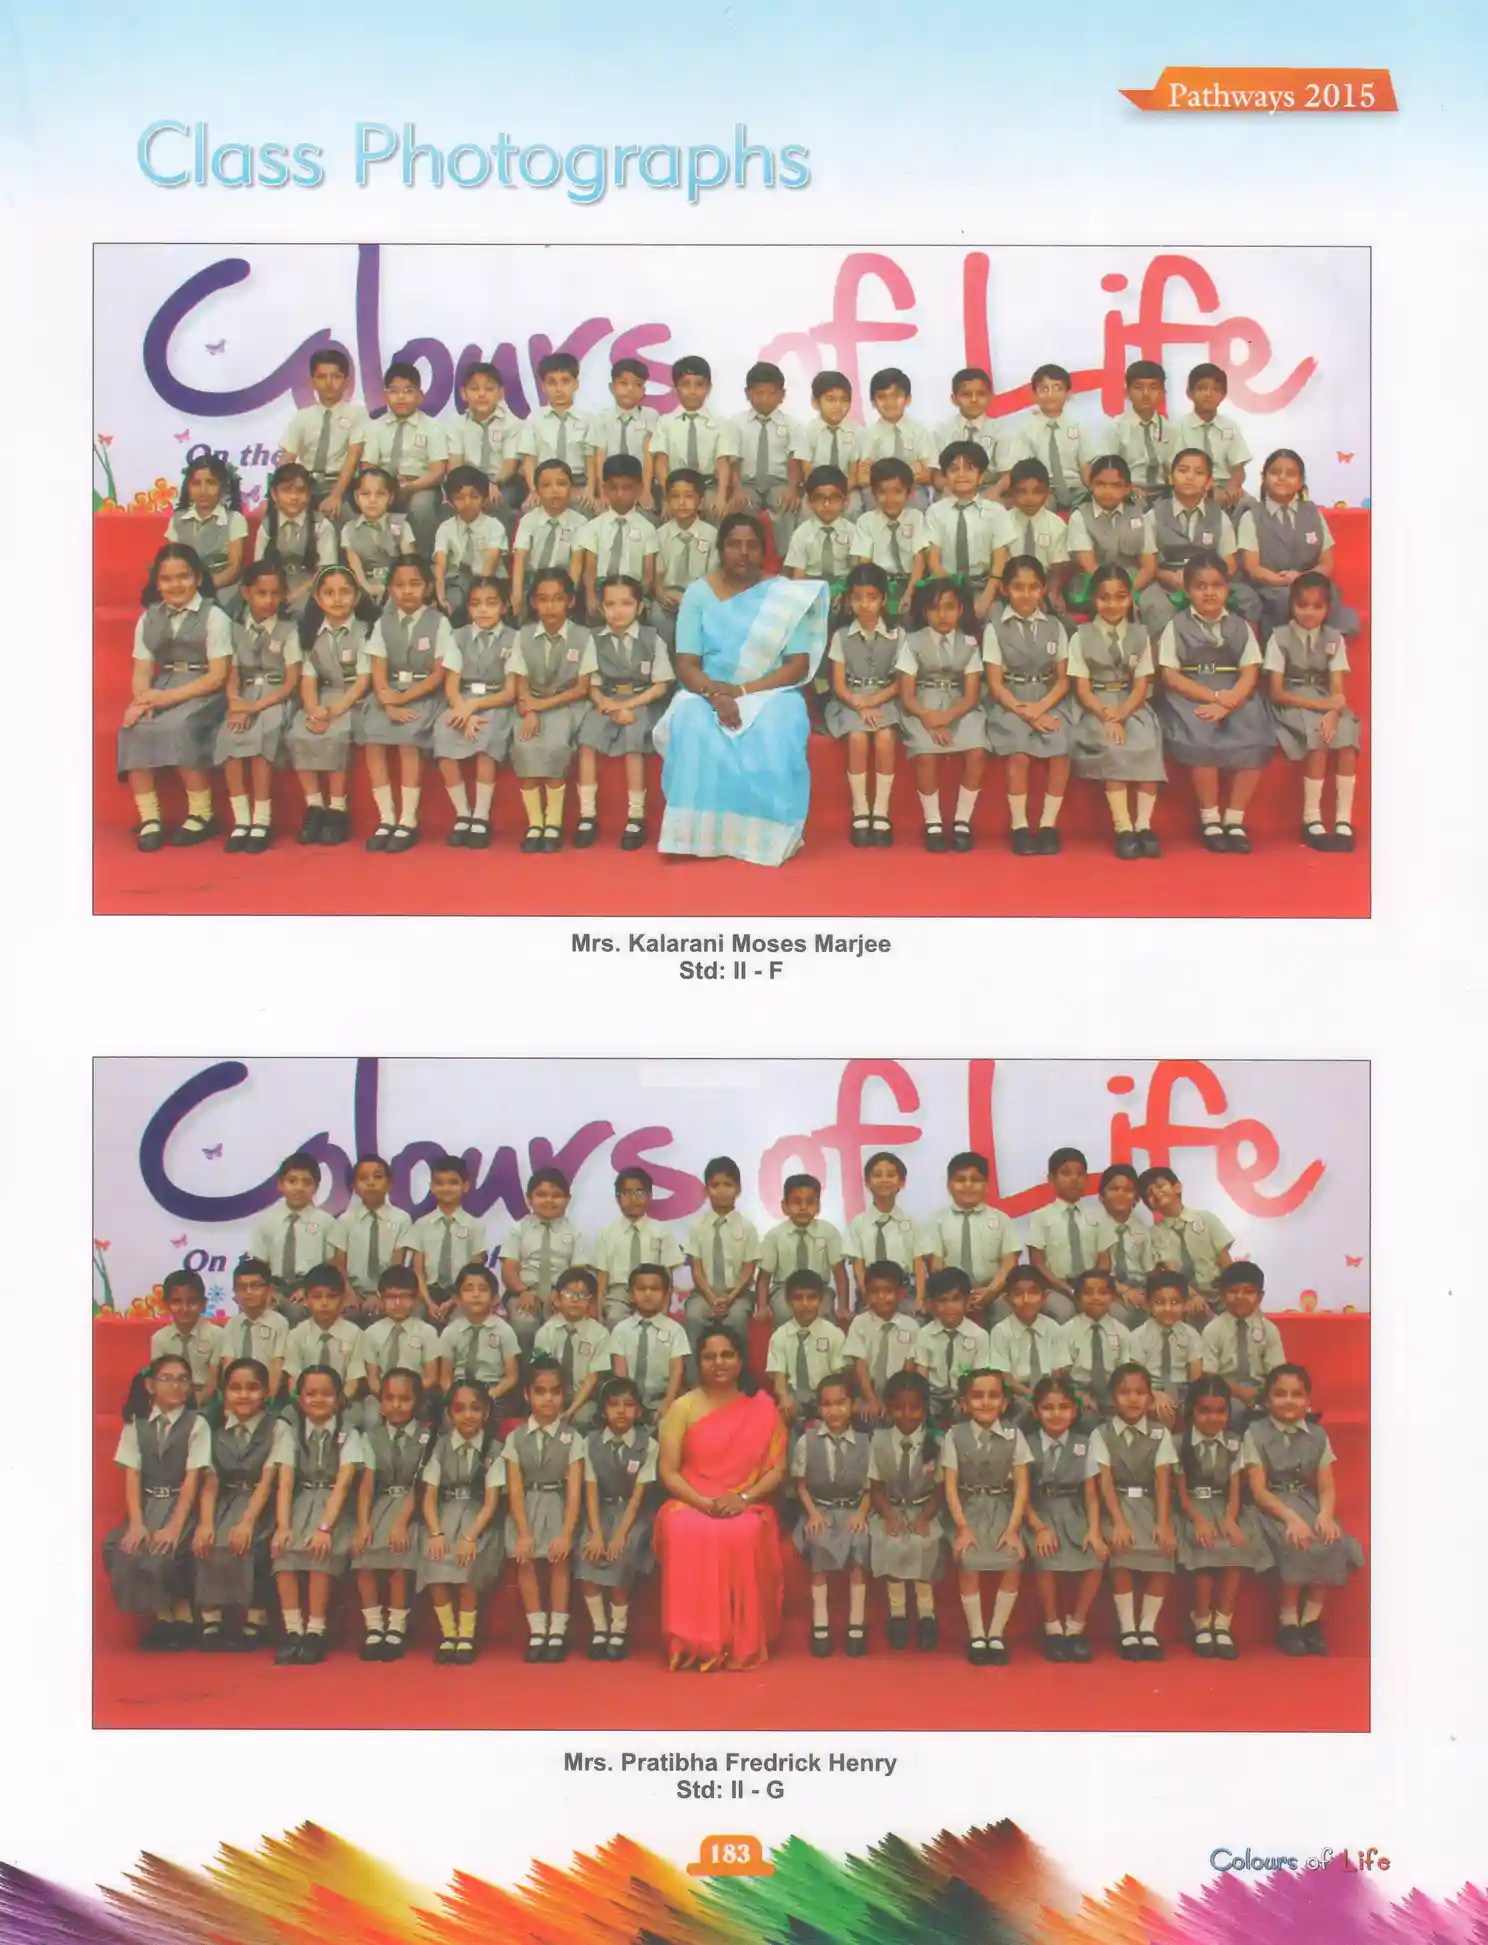 Pathways 2015
Class Photographs
Colours of Life
On the
Mrs. Kalarani Moses Marjee
Std: II - F
Colours of Life
On
Mrs. Pratibha Fredrick Henry
Std: II - G
183
Colours of Life